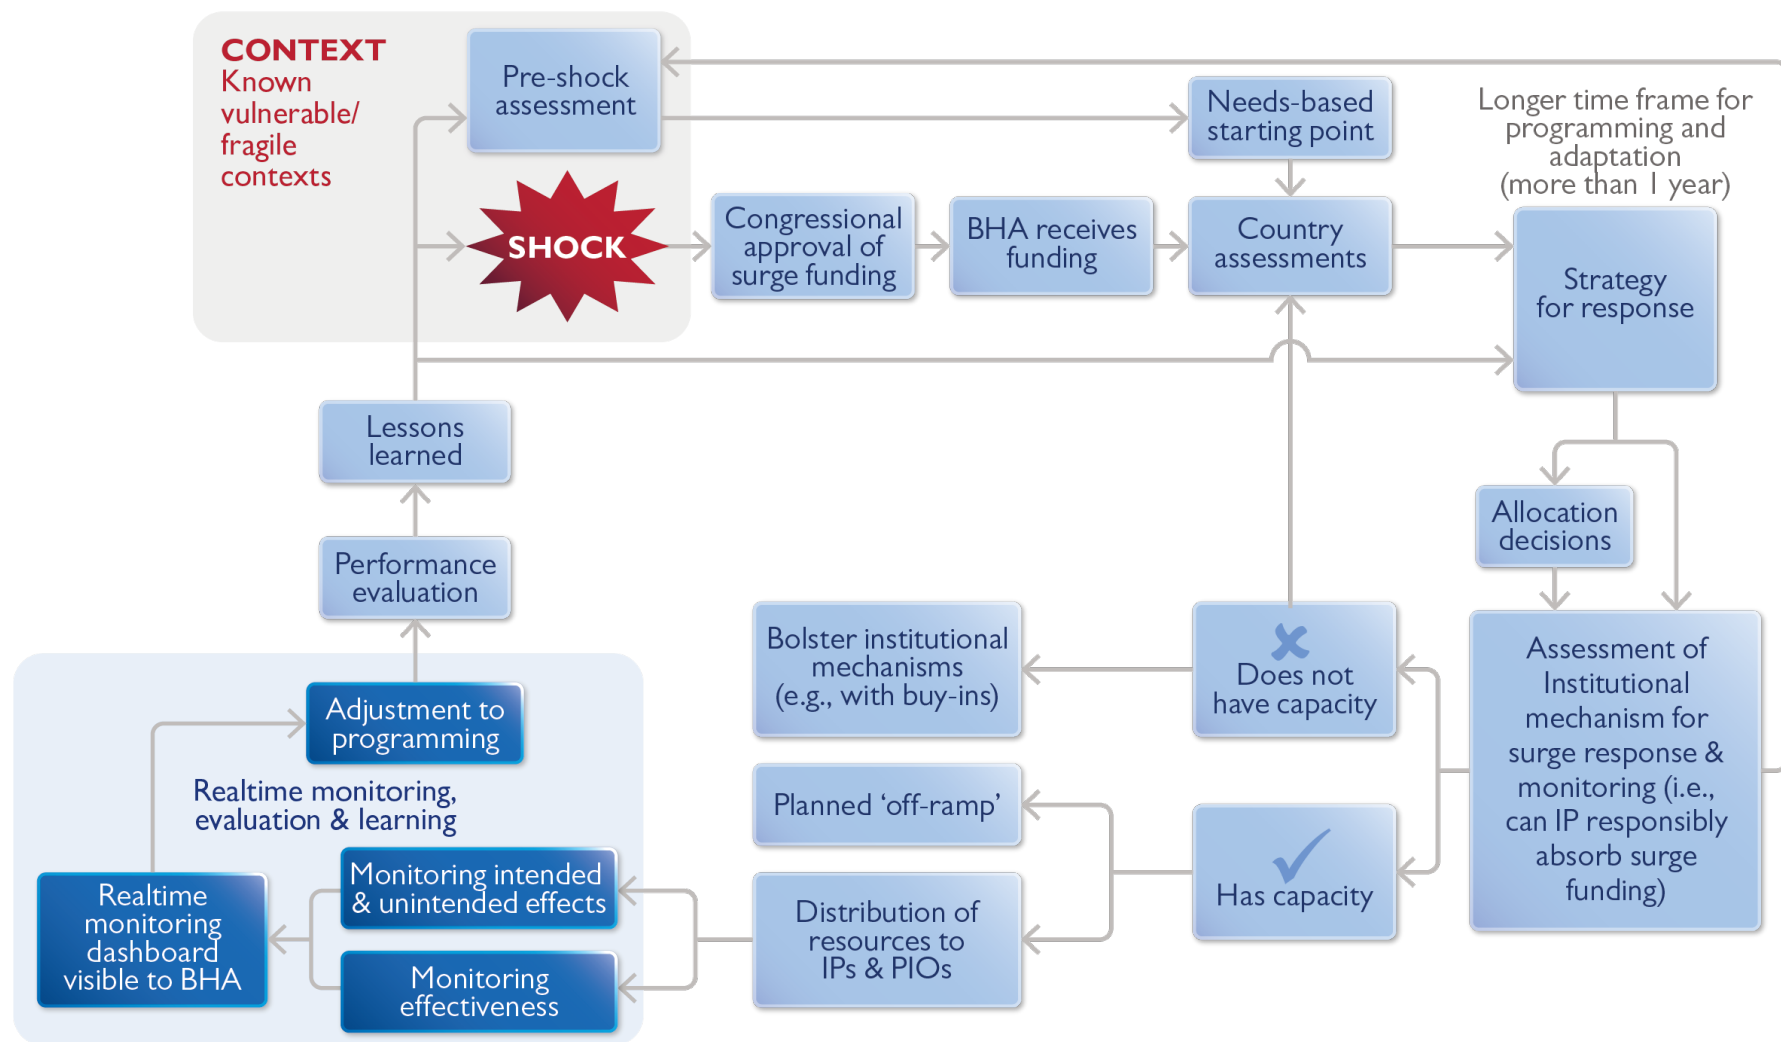 CONTEXT
Known
vulnerable/
fragile
contexts
Pre-shock
assessment
SHOCK
Congressional
approval of
surge funding
BHA receives
funding
Needs-based
starting point
Country
assessments
Longer time frame for
programming and
adaptation
(more than 1 year)
Strategy
for response
Allocation
decisions
Assessment of
Institutional
mechanism for
surge response &
monitoring (i.e.,
can IP responsibly
absorb surge
funding)
Does not
have capacity
Has capacity
Bolster institutional
mechanisms
(e.g., with buy-ins)
Planned ‘off-ramp’
Distribution of
resources to
IPs & PIOs
Monitoring intended
& unintended effects
Monitoring
effectiveness
Realtime
monitoring
dashboard
visible to BHA
Realtime monitoring,
evaluation & learning
Adjustment to
programming
Performance
evaluation
Lessons
learned